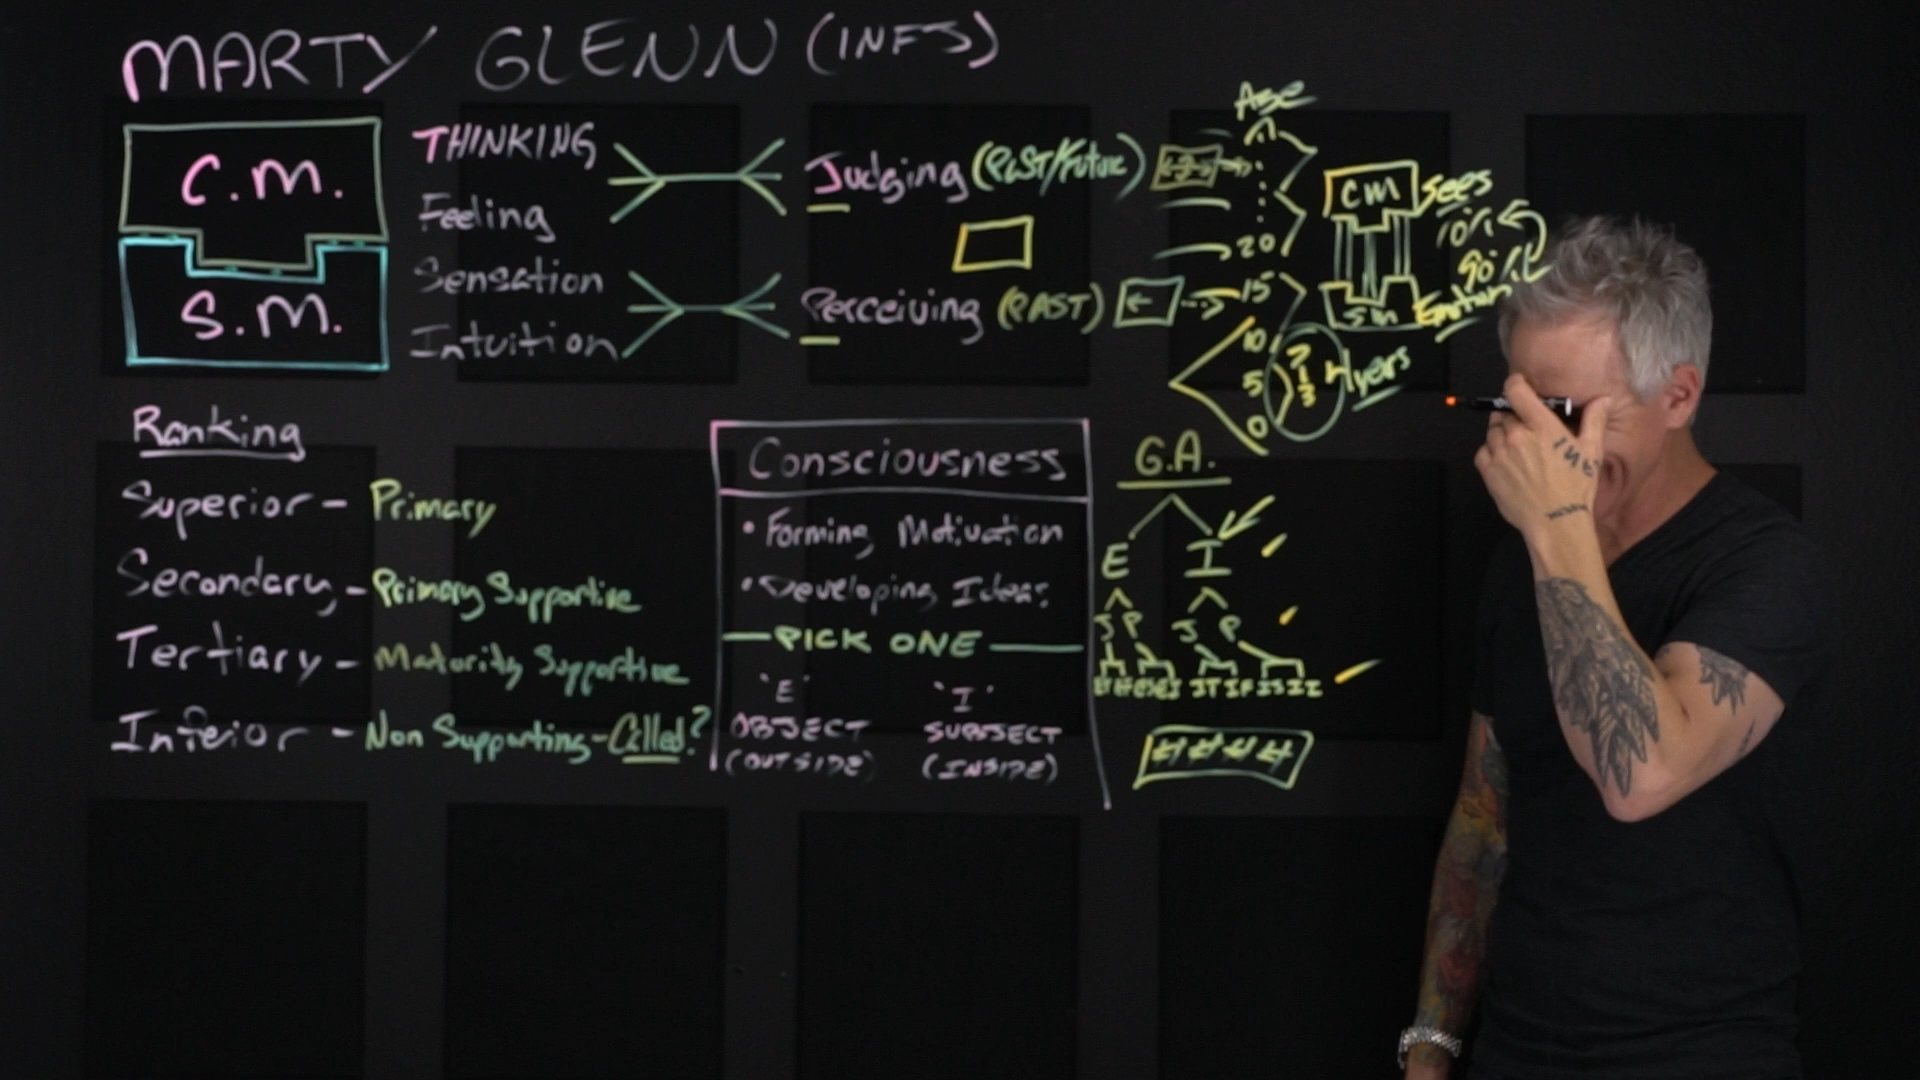 MARTY GLENN (INFJ)
C.M.
S.M.
THINKING
Feeling
Sensation
Intuition
Judging (PAST/Future)
Perceiving (PAST)
Age
20
15
10
5
0
4yers
CM
SM
Sees
10%
90%
Ranking
Superior - Primary
Secondary - Primary Supportive
Tertiary - Maturity Supportive
Inferior - Non Supporting - Called?
Consciousness
• Forming Motivation
• Developing Ideas
PICK ONE
'E' 'I'
OBJECT SUBJECT
(OUTSIDE) (INSIDE)
G.A.
E I
J P J P
####